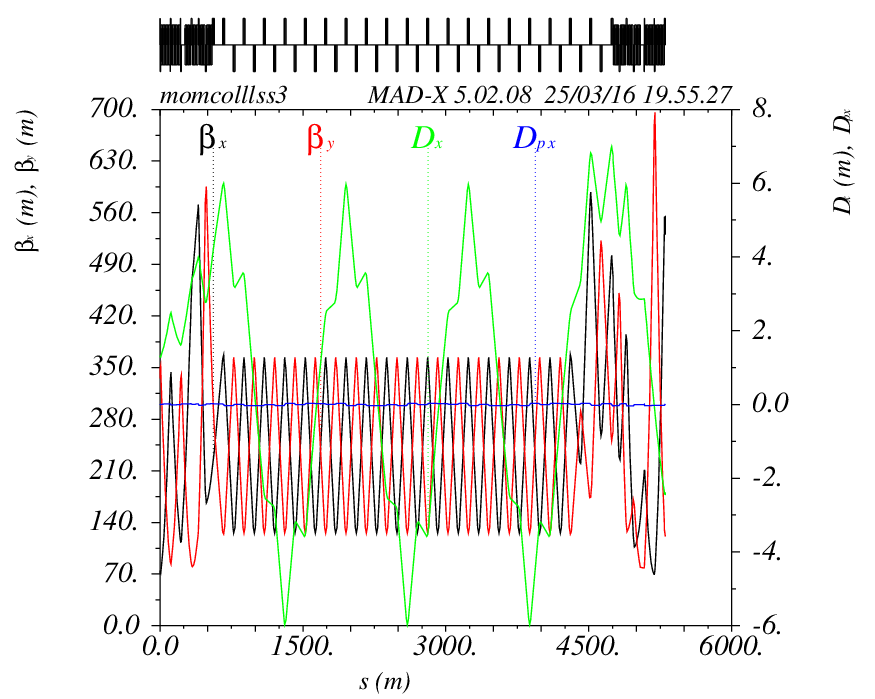 momcolllss3 MAD-X 5.02.08 25/03/16 19.55.27
700. 8.
βx βy Dx Dpx
630.
6.
560.
490. 4.
420.
2.
350.
0.0
280.
210. -2.
140.
-4.
70.
0.0 -6.
0.0 1500. 3000. 4500. 6000.
s (m)
βx (m), βy (m)
Dx (m), Dpx